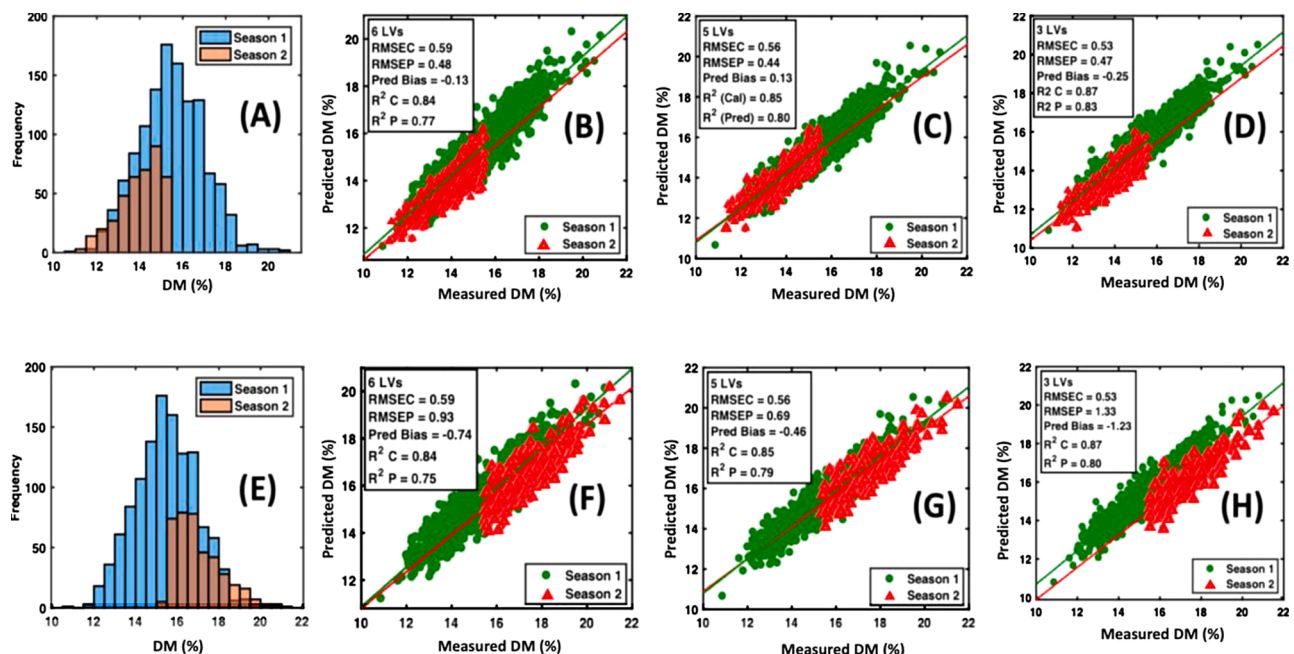 200
150
100
50
0
Frequency
Season 1
Season 2
(A)
10 12 14 16 18 20
DM (%)
20
18
16
14
12
Predicted DM (%)
6 LVs
RMSEC = 0.59
RMSEP = 0.48
Pred Bias = -0.13
R² C = 0.84
R² P = 0.77
(B)
Season 1
Season 2
10 12 14 16 18 20 22
Measured DM (%)
22
20
18
16
14
12
10
Predicted DM (%)
5 LVs
RMSEC = 0.56
RMSEP = 0.44
Pred Bias = 0.13
R² (Cal) = 0.85
R² (Pred) = 0.80
(C)
Season 1
Season 2
10 12 14 16 18 20 22
Measured DM (%)
22
20
18
16
14
12
10
Predicted DM (%)
3 LVs
RMSEC = 0.53
RMSEP = 0.47
Pred Bias = -0.25
R2 C = 0.87
R2 P = 0.83
(D)
Season 1
Season 2
10 12 14 16 18 20 22
Measured DM (%)
200
150
100
50
0
Frequency
Season 1
Season 2
(E)
10 12 14 16 18 20 22
DM (%)
20
18
16
14
12
Predicted DM (%)
6 LVs
RMSEC = 0.59
RMSEP = 0.93
Pred Bias = -0.74
R² C = 0.84
R² P = 0.75
(F)
Season 1
Season 2
10 12 14 16 18 20 22
Measured DM (%)
22
20
18
16
14
12
10
Predicted DM (%)
5 LVs
RMSEC = 0.56
RMSEP = 0.69
Pred Bias = -0.46
R² C = 0.85
R² P = 0.79
(G)
Season 1
Season 2
10 12 14 16 18 20 22
Measured DM (%)
22
20
18
16
14
12
10
Predicted DM (%)
3 LVs
RMSEC = 0.53
RMSEP = 1.33
Pred Bias = -1.23
R² C = 0.87
R² P = 0.80
(H)
Season 1
Season 2
10 12 14 16 18 20 22
Measured DM (%)